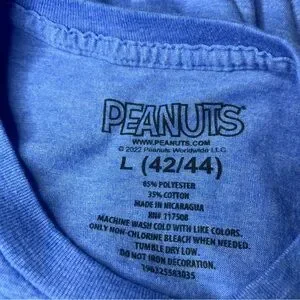 PEANUTS
WWW.PEANUTS.COM
© 2022 Peanuts Worldwide LLC
L (42/44)
65% POLYESTER
35% COTTON
MADE IN NICARAGUA
RN# 117508
MACHINE WASH COLD WITH LIKE COLORS.
ONLY NON-CHLORINE BLEACH WHEN NEEDED.
TUMBLE DRY LOW.
DO NOT IRON DECORATION.